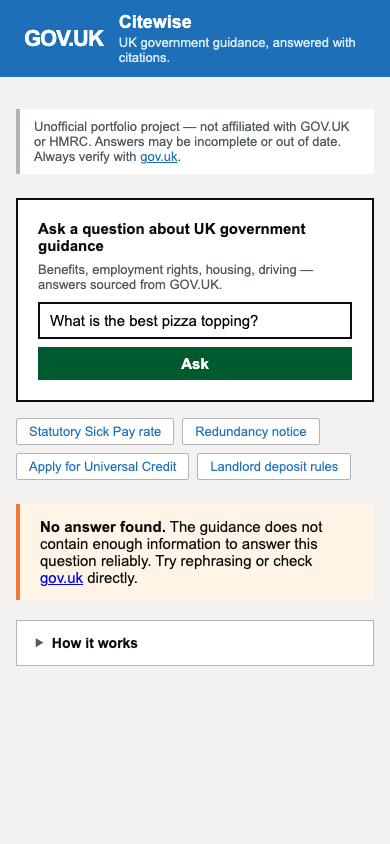 GOV.UK
Citewise
UK government guidance, answered with
citations.
Unofficial portfolio project — not affiliated with GOV.UK
or HMRC. Answers may be incomplete or out of date.
Always verify with gov.uk.
Ask a question about UK government
guidance
Benefits, employment rights, housing, driving —
answers sourced from GOV.UK.
What is the best pizza topping?
Ask
Statutory Sick Pay rate
Redundancy notice
Apply for Universal Credit
Landlord deposit rules
No answer found. The guidance does not
contain enough information to answer this
question reliably. Try rephrasing or check
gov.uk directly.
How it works